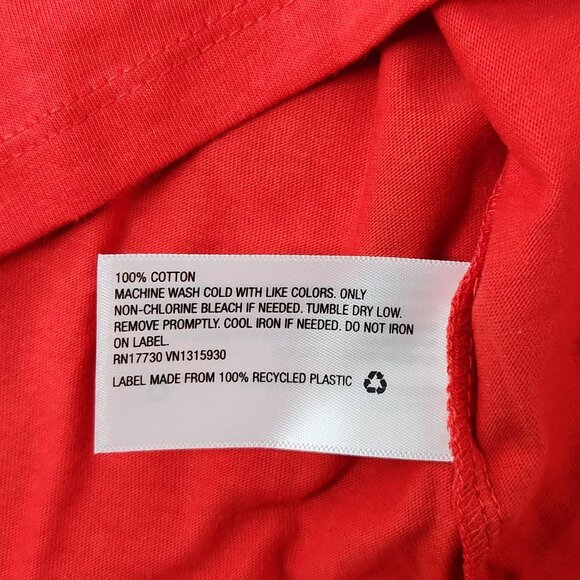 100% COTTON
MACHINE WASH COLD WITH LIKE COLORS. ONLY
NON-CHLORINE BLEACH IF NEEDED. TUMBLE DRY LOW.
REMOVE PROMPTLY. COOL IRON IF NEEDED. DO NOT IRON
ON LABEL.
RN17730 VN1315930
LABEL MADE FROM 100% RECYCLED PLASTIC